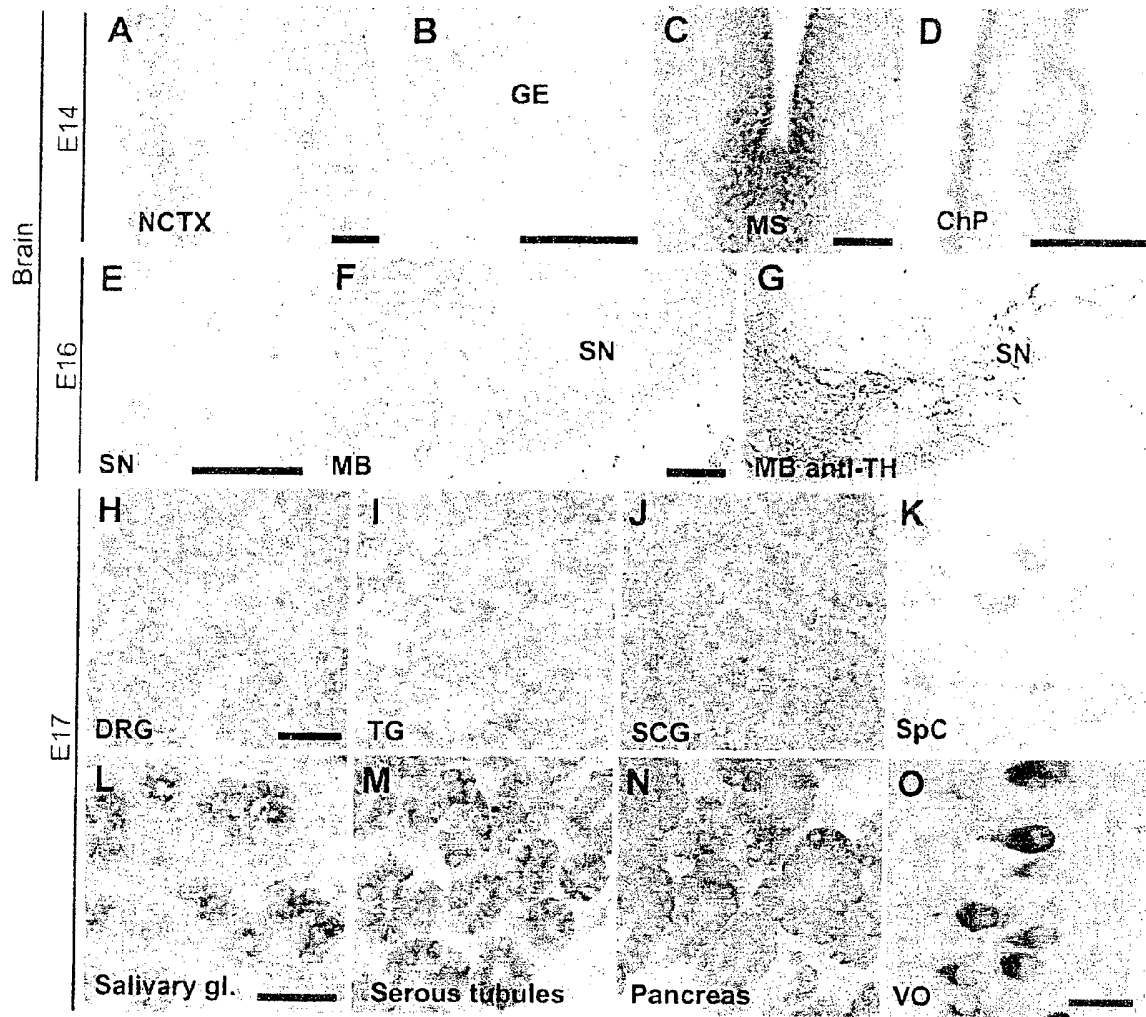 A
B
C
D
GE
E14
NCTX
MS
ChP
Brain
E
F
G
SN
SN
E16
SN
MB
MB anti-TH
H
I
J
K
DRG
TG
SCG
SpC
E17
L
M
N
O
Salivary gl.
Serous tubules
Pancreas
VO